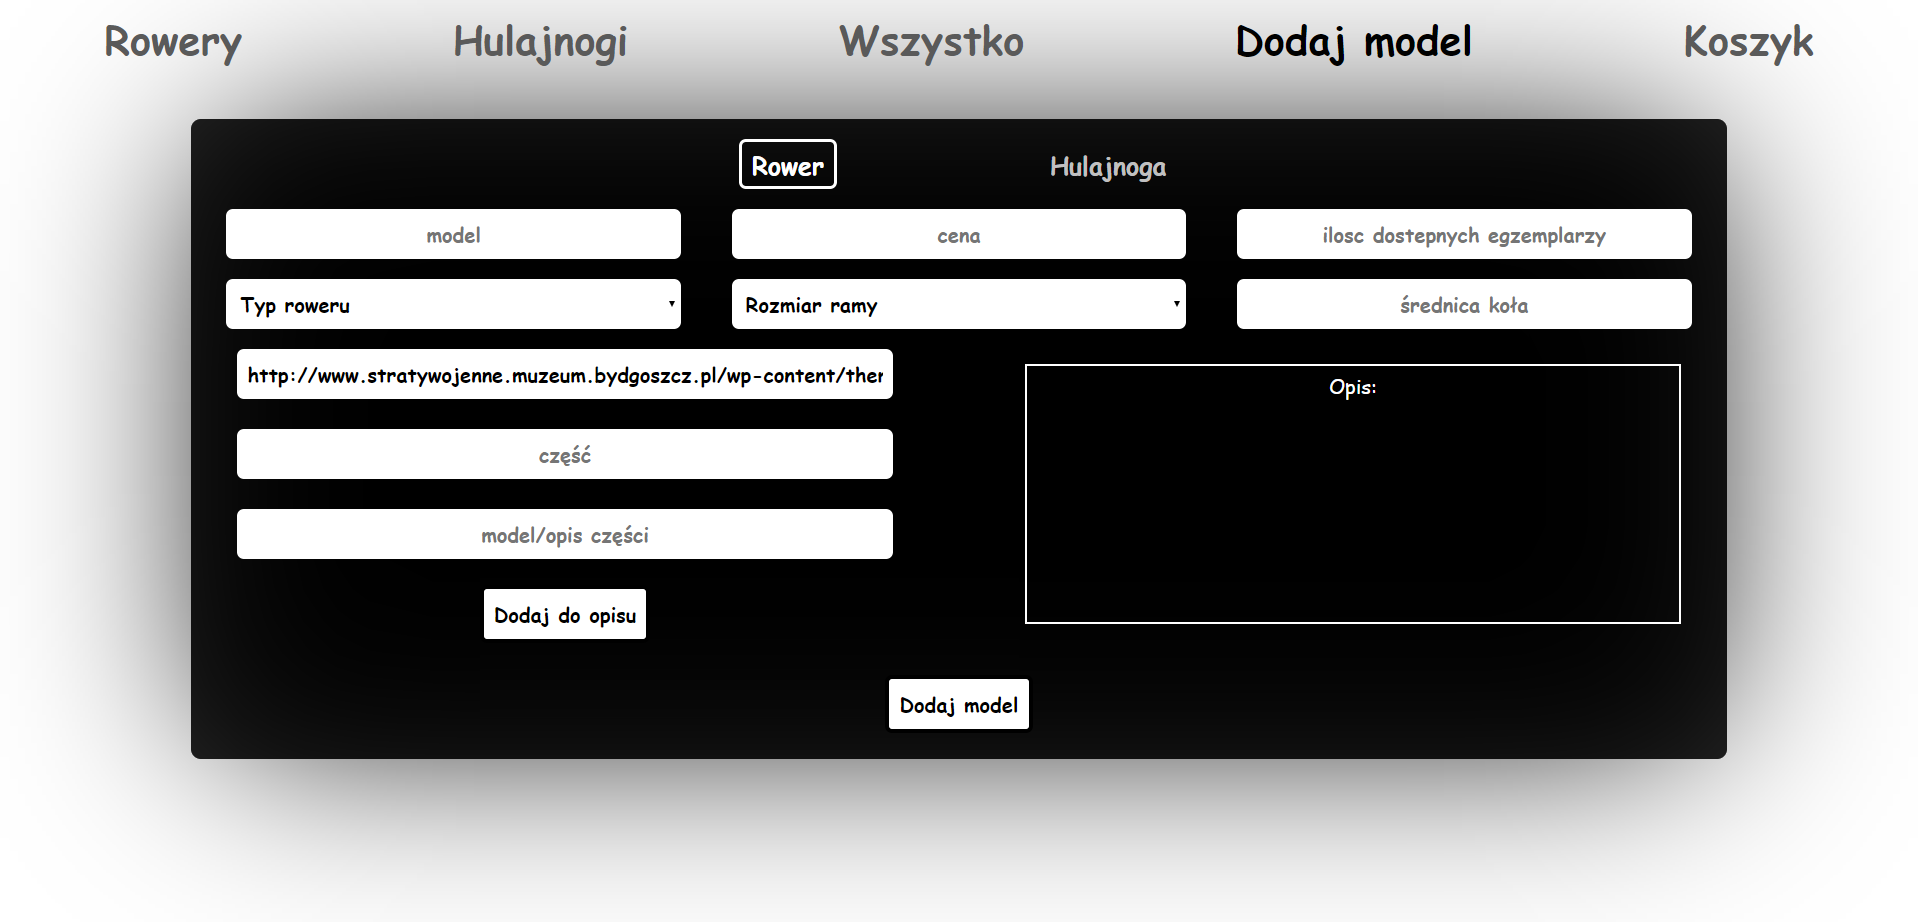 Rowery Hulajnogi Wszystko Dodaj model Koszyk
Rower Hulajnoga
model cena ilosc dostepnych egzemplarzy
Typ roweru Rozmiar ramy średnica koła
http://www.stratywojenne.muzeum.bydgoszcz.pl/wp-content/ther
Opis:
część
model/opis części
Dodaj do opisu
Dodaj model